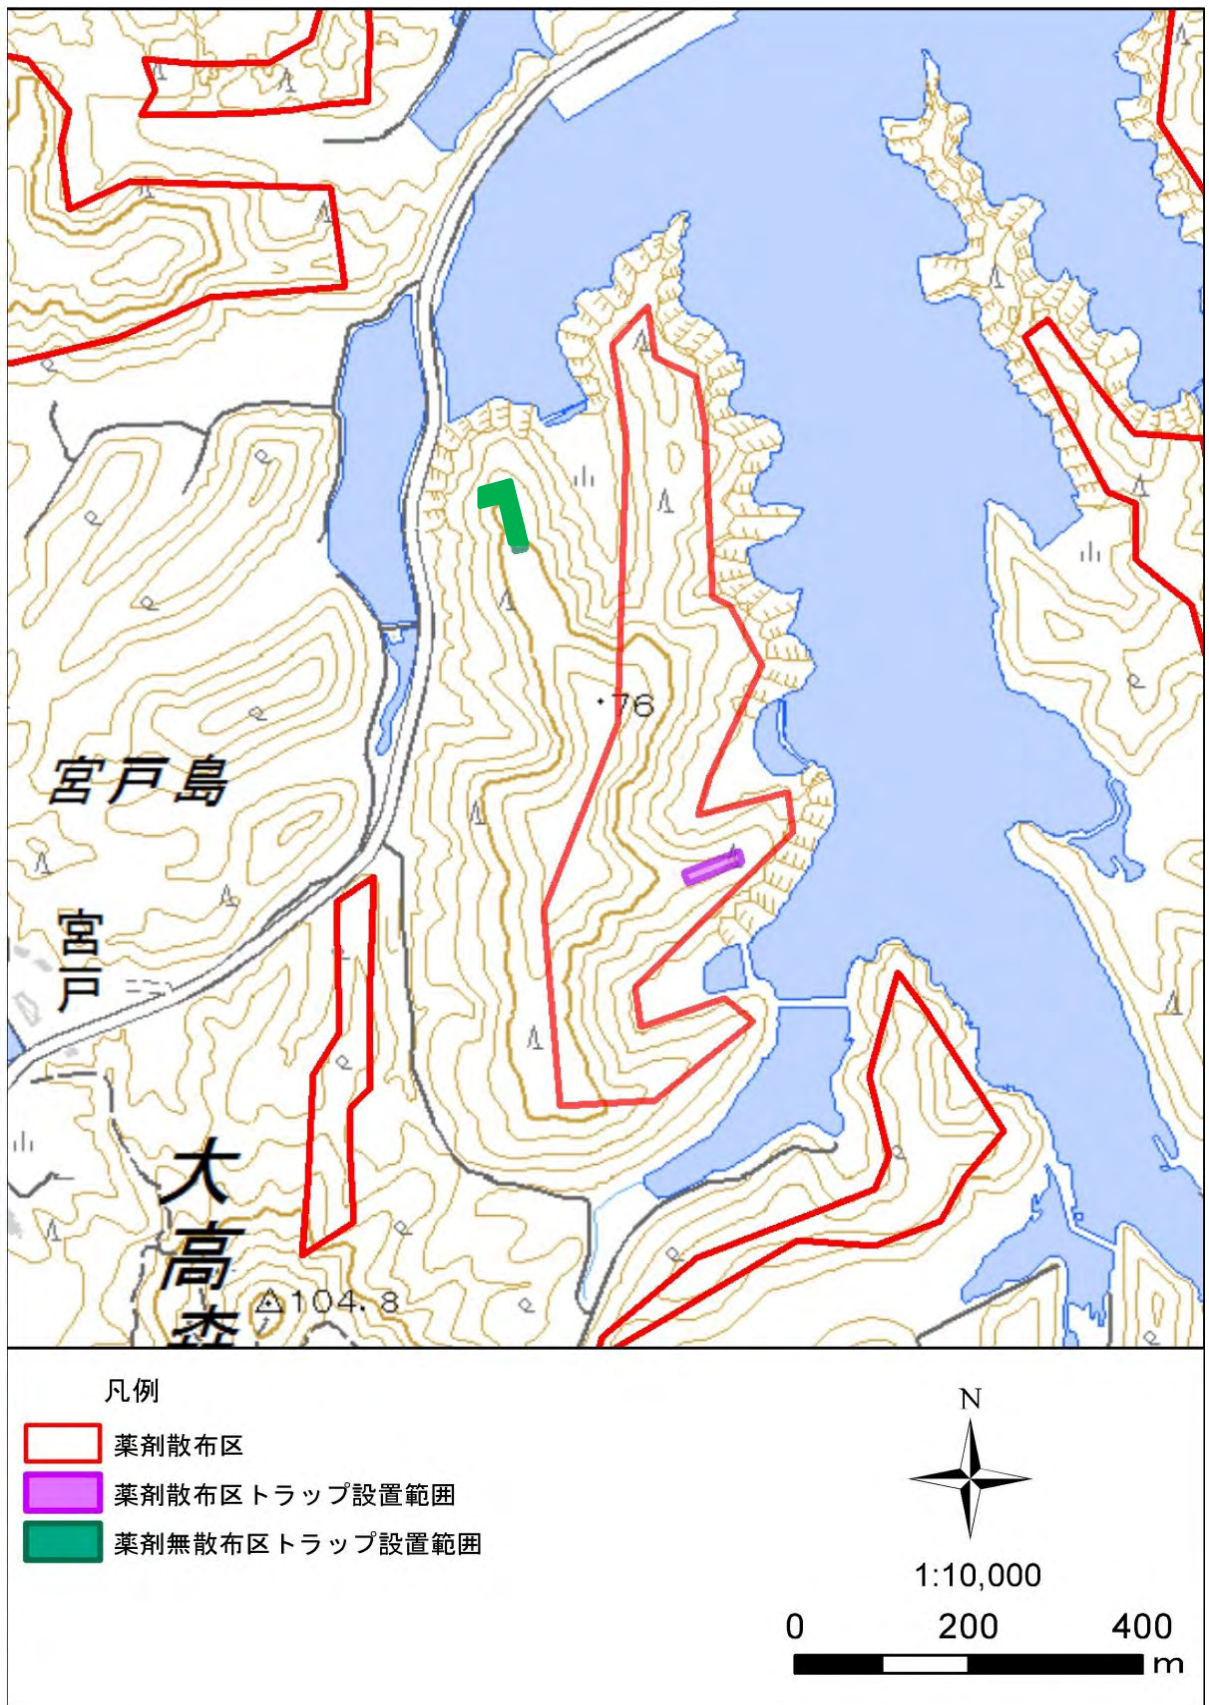 76
宮戸島
宮戸
大高森
104.8
凡例
薬剤散布区
薬剤散布区トラップ設置範囲
薬剤無散布区トラップ設置範囲
N
1:10,000
0 200 400
m